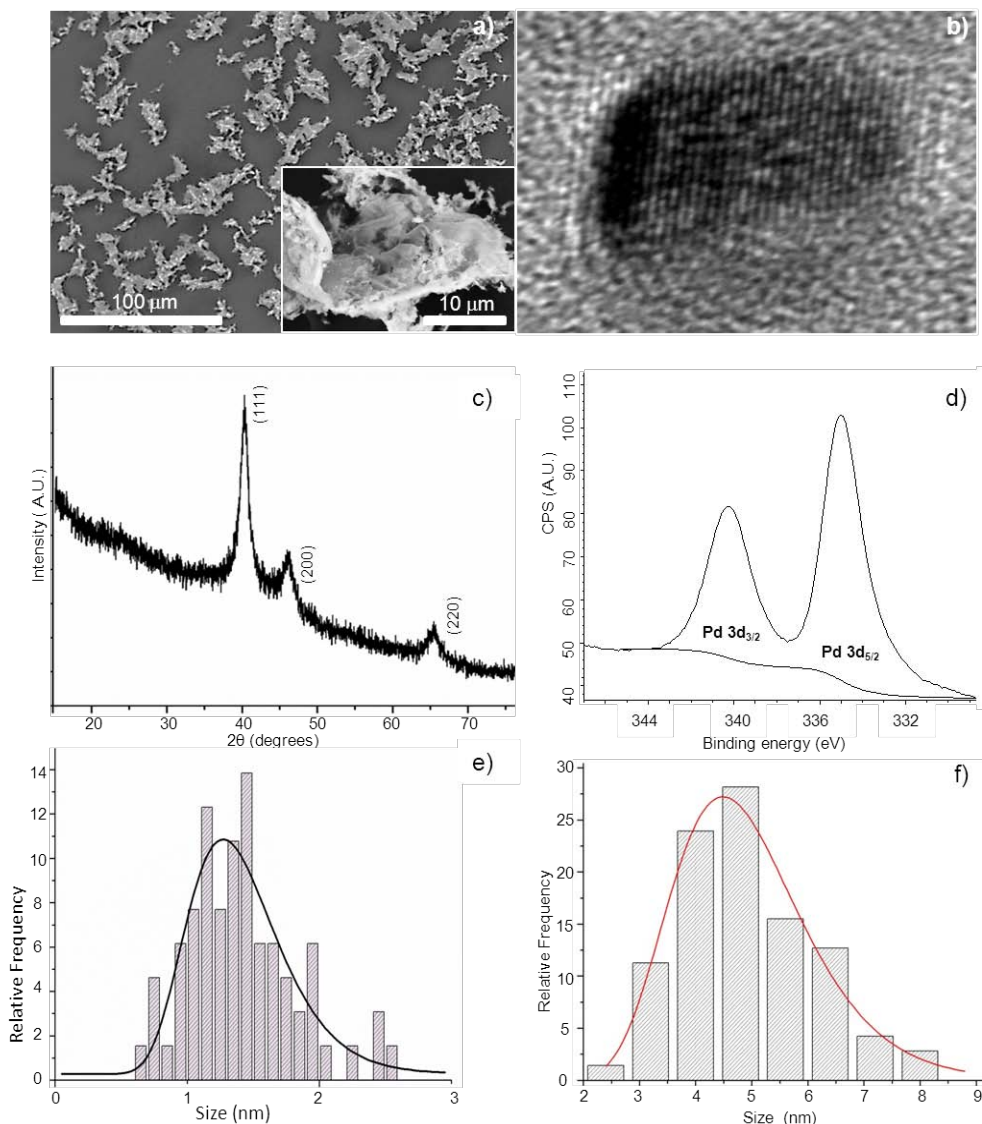 a)
100 μm
10 μm
b)
c)
Intensity ( A.U.)
(111)
(200)
(220)
20 30 40 50 60 70
2θ (degrees)
d)
CPS (A.U.)
110
100
90
80
70
60
50
40
Pd 3d3/2
Pd 3d5/2
344 340 336 332
Binding energy (eV)
e)
Relative Frequency
14
12
10
8
6
4
2
0
0 1 2 3
Size (nm)
f)
Relative Frequency
30
25
20
15
10
5
0
2 3 4 5 6 7 8 9
Size (nm)